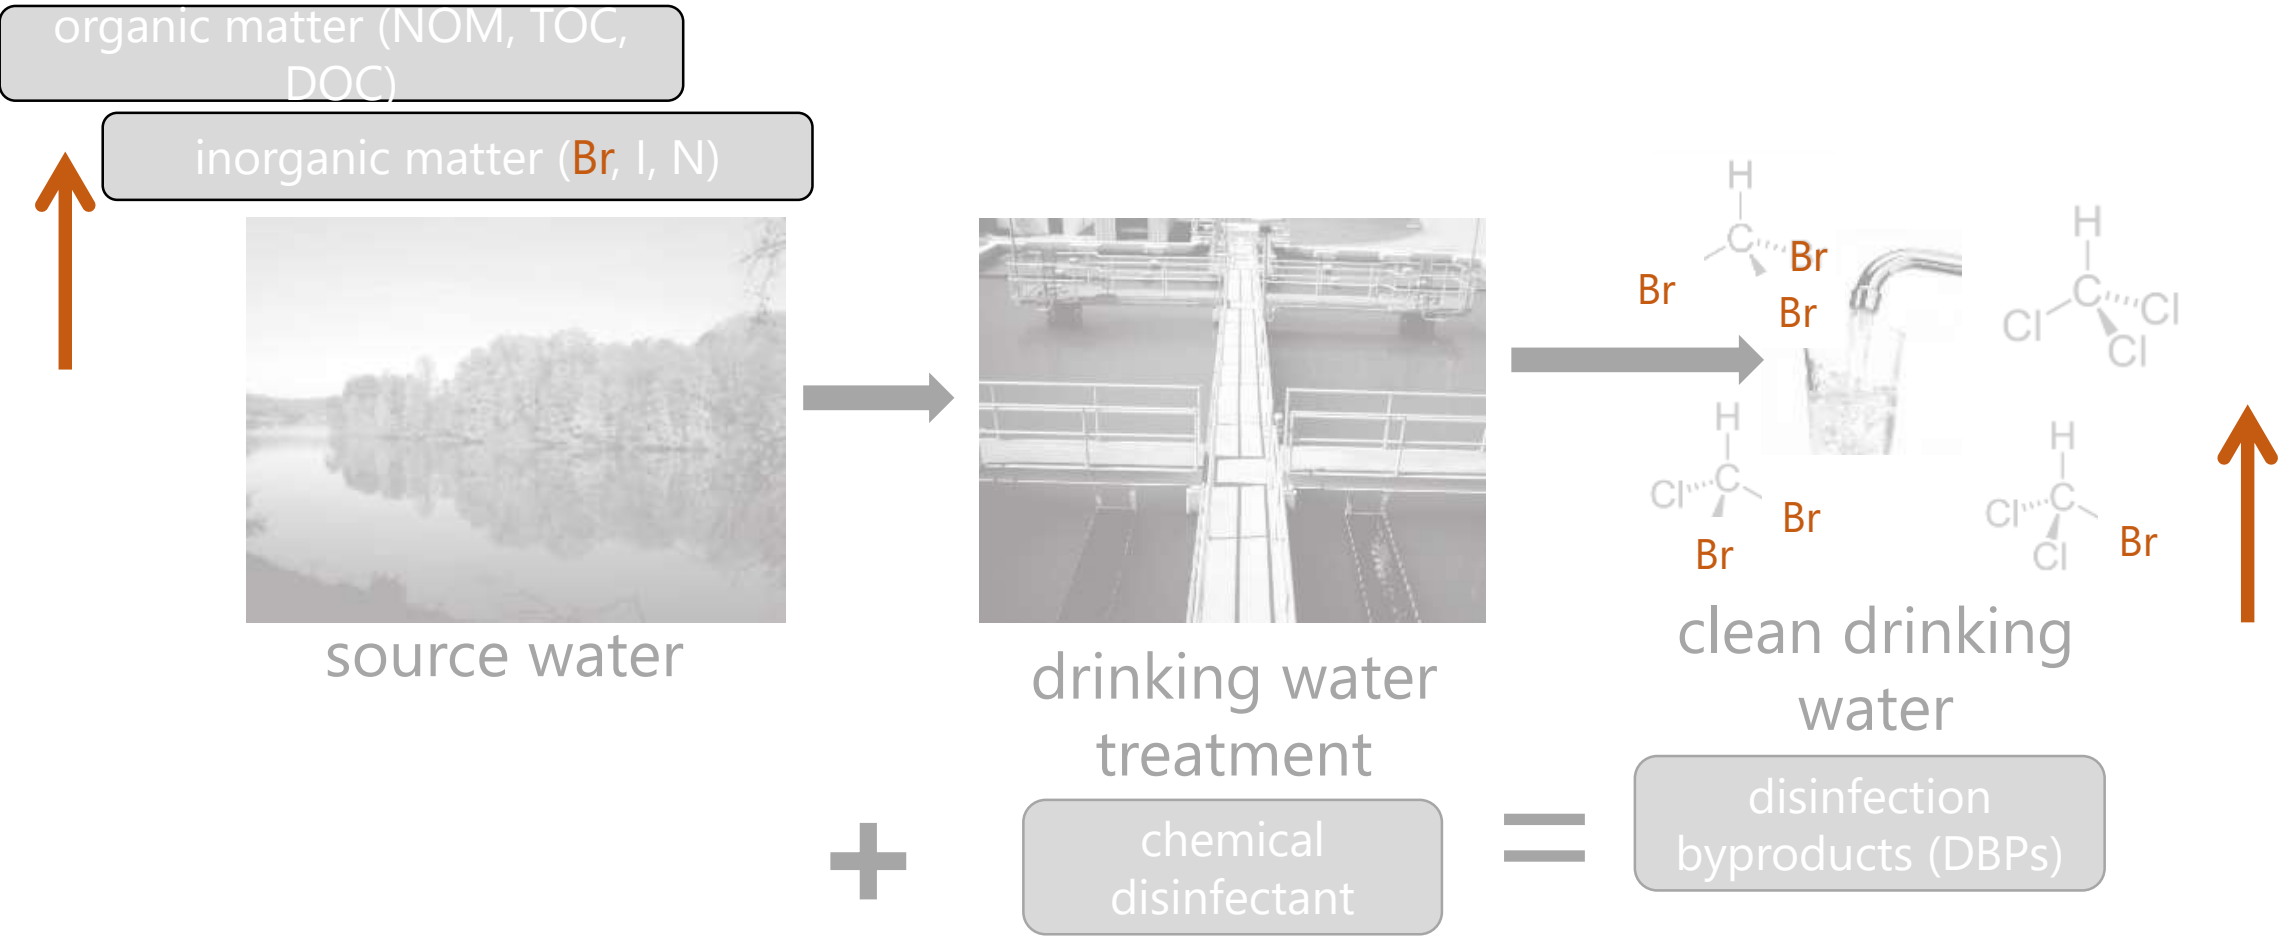 organic matter (NOM, TOC,
DOC)
inorganic matter (Br, I, N)
H
C
Br
Br
Br
H
C
Cl
Cl
Cl
H
C
Cl
Br
Br
H
C
Cl
Cl
Br
source water
drinking water
treatment
clean drinking
water
+
chemical
disinfectant
=
disinfection
byproducts (DBPs)